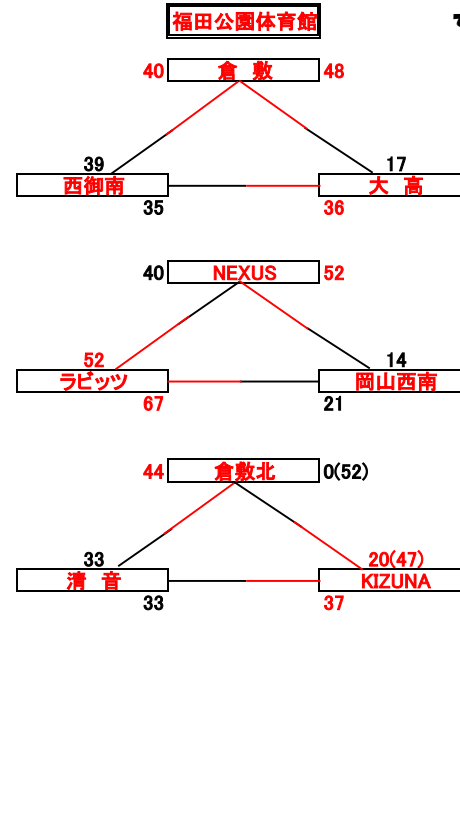 福田公園体育館
40 倉　敷 48
39 17
西御南 大　高
35 36
40 NEXUS 52
52 14
ラビッツ 岡山西南
67 21
44 倉敷北 0(52)
33 20(47)
清　音 KIZUNA
33 37